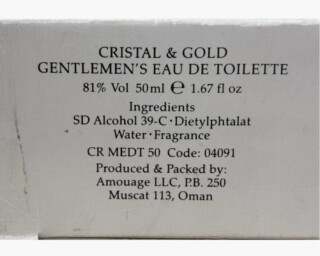 CRISTAL & GOLD
GENTLEMEN'S EAU DE TOILETTE
81% Vol 50ml ℮ 1.67 fl oz
Ingredients
SD Alcohol 39-C · Dietylphtalat
Water · Fragrance
CR MEDT 50 Code: 04091
Produced & Packed by:
Amouage LLC, P.B. 250
Muscat 113, Oman